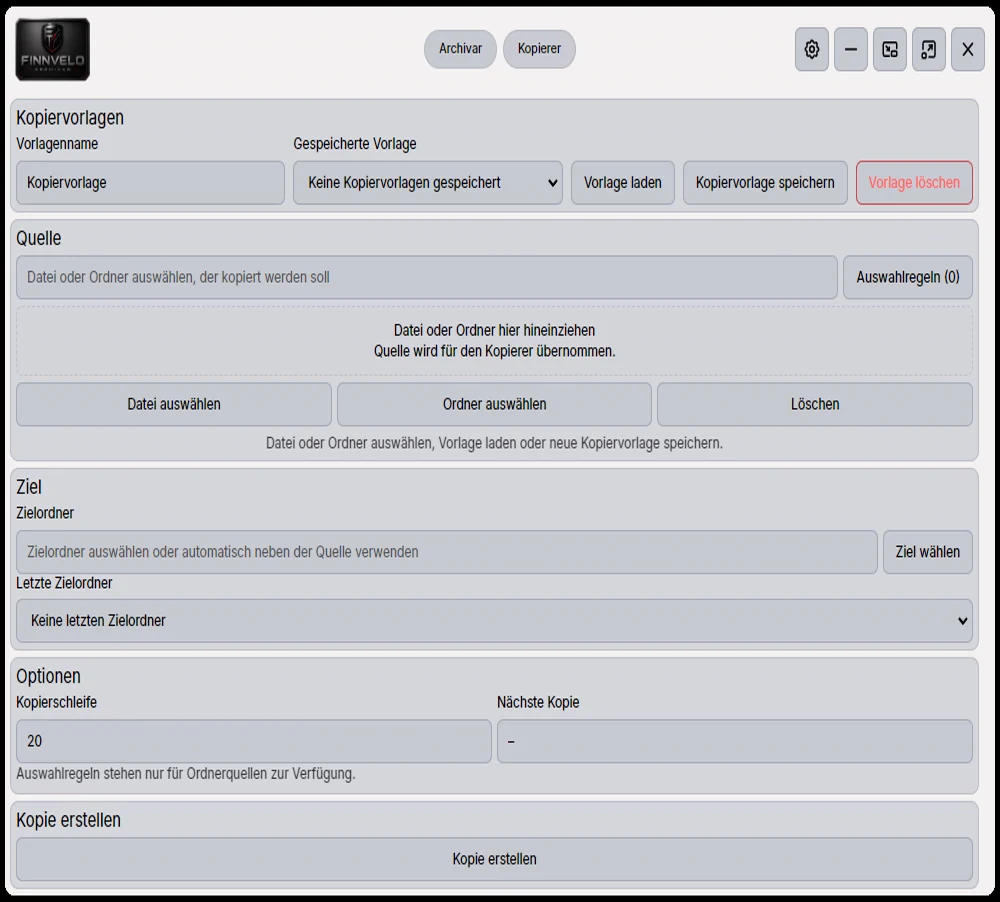 FINNVELO
Archivar
Kopierer
Kopiervorlagen
Vorlagenname
Gespeicherte Vorlage
Kopiervorlage
Keine Kopiervorlagen gespeichert
Vorlage laden
Kopiervorlage speichern
Vorlage löschen
Quelle
Datei oder Ordner auswählen, der kopiert werden soll
Auswahlregeln (0)
Datei oder Ordner hier hineinziehen
Quelle wird für den Kopierer übernommen.
Datei auswählen
Ordner auswählen
Löschen
Datei oder Ordner auswählen, Vorlage laden oder neue Kopiervorlage speichern.
Ziel
Zielordner
Zielordner auswählen oder automatisch neben der Quelle verwenden
Ziel wählen
Letzte Zielordner
Keine letzten Zielordner
Optionen
Kopierschleife
Nächste Kopie
20
–
Auswahlregeln stehen nur für Ordnerquellen zur Verfügung.
Kopie erstellen
Kopie erstellen